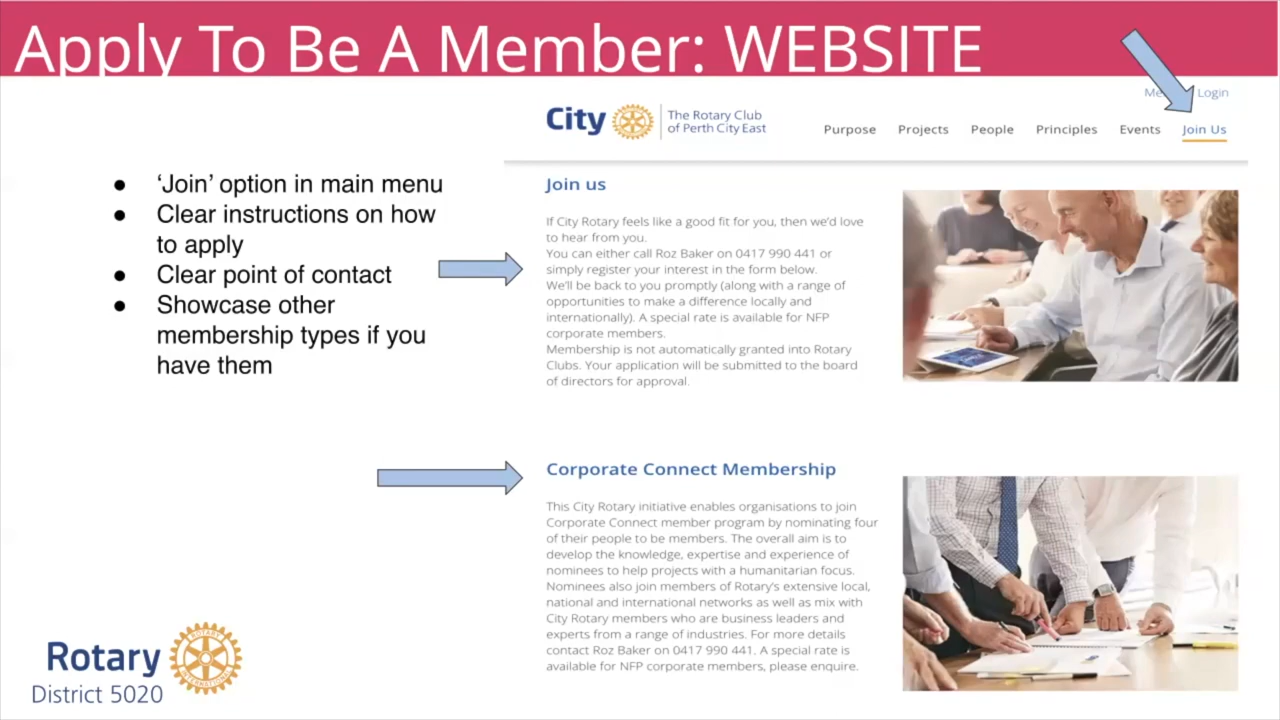 Apply To Be A Member: WEBSITE
Login
City
The Rotary Club
of Perth City East
Purpose Projects People Principles Events Join Us
● 'Join' option in main menu
● Clear instructions on how
to apply
● Clear point of contact
● Showcase other
membership types if you
have them
Join us
If City Rotary feels like a good fit for you, then we'd love
to hear from you.
You can either call Roz Baker on 0417 990 441 or
simply register your interest in the form below.
We'll be back to you promptly (along with a range of
opportunities to make a difference locally and
internationally). A special rate is available for NFP
corporate members.
Membership is not automatically granted into Rotary
Clubs. Your application will be submitted to the board
of directors for approval.
Corporate Connect Membership
This City Rotary initiative enables organisations to join
Corporate Connect member program by nominating four
of their people to be members. The overall aim is to
develop the knowledge, expertise and experience of
nominees to help projects with a humanitarian focus.
Nominees also join members of Rotary's extensive local,
national and international networks as well as mix with
City Rotary members who are business leaders and
experts from a range of industries. For more details
contact Roz Baker on 0417 990 441. A special rate is
available for NFP corporate members, please enquire.
Rotary
ROTARY
INTERNATIONAL
District 5020